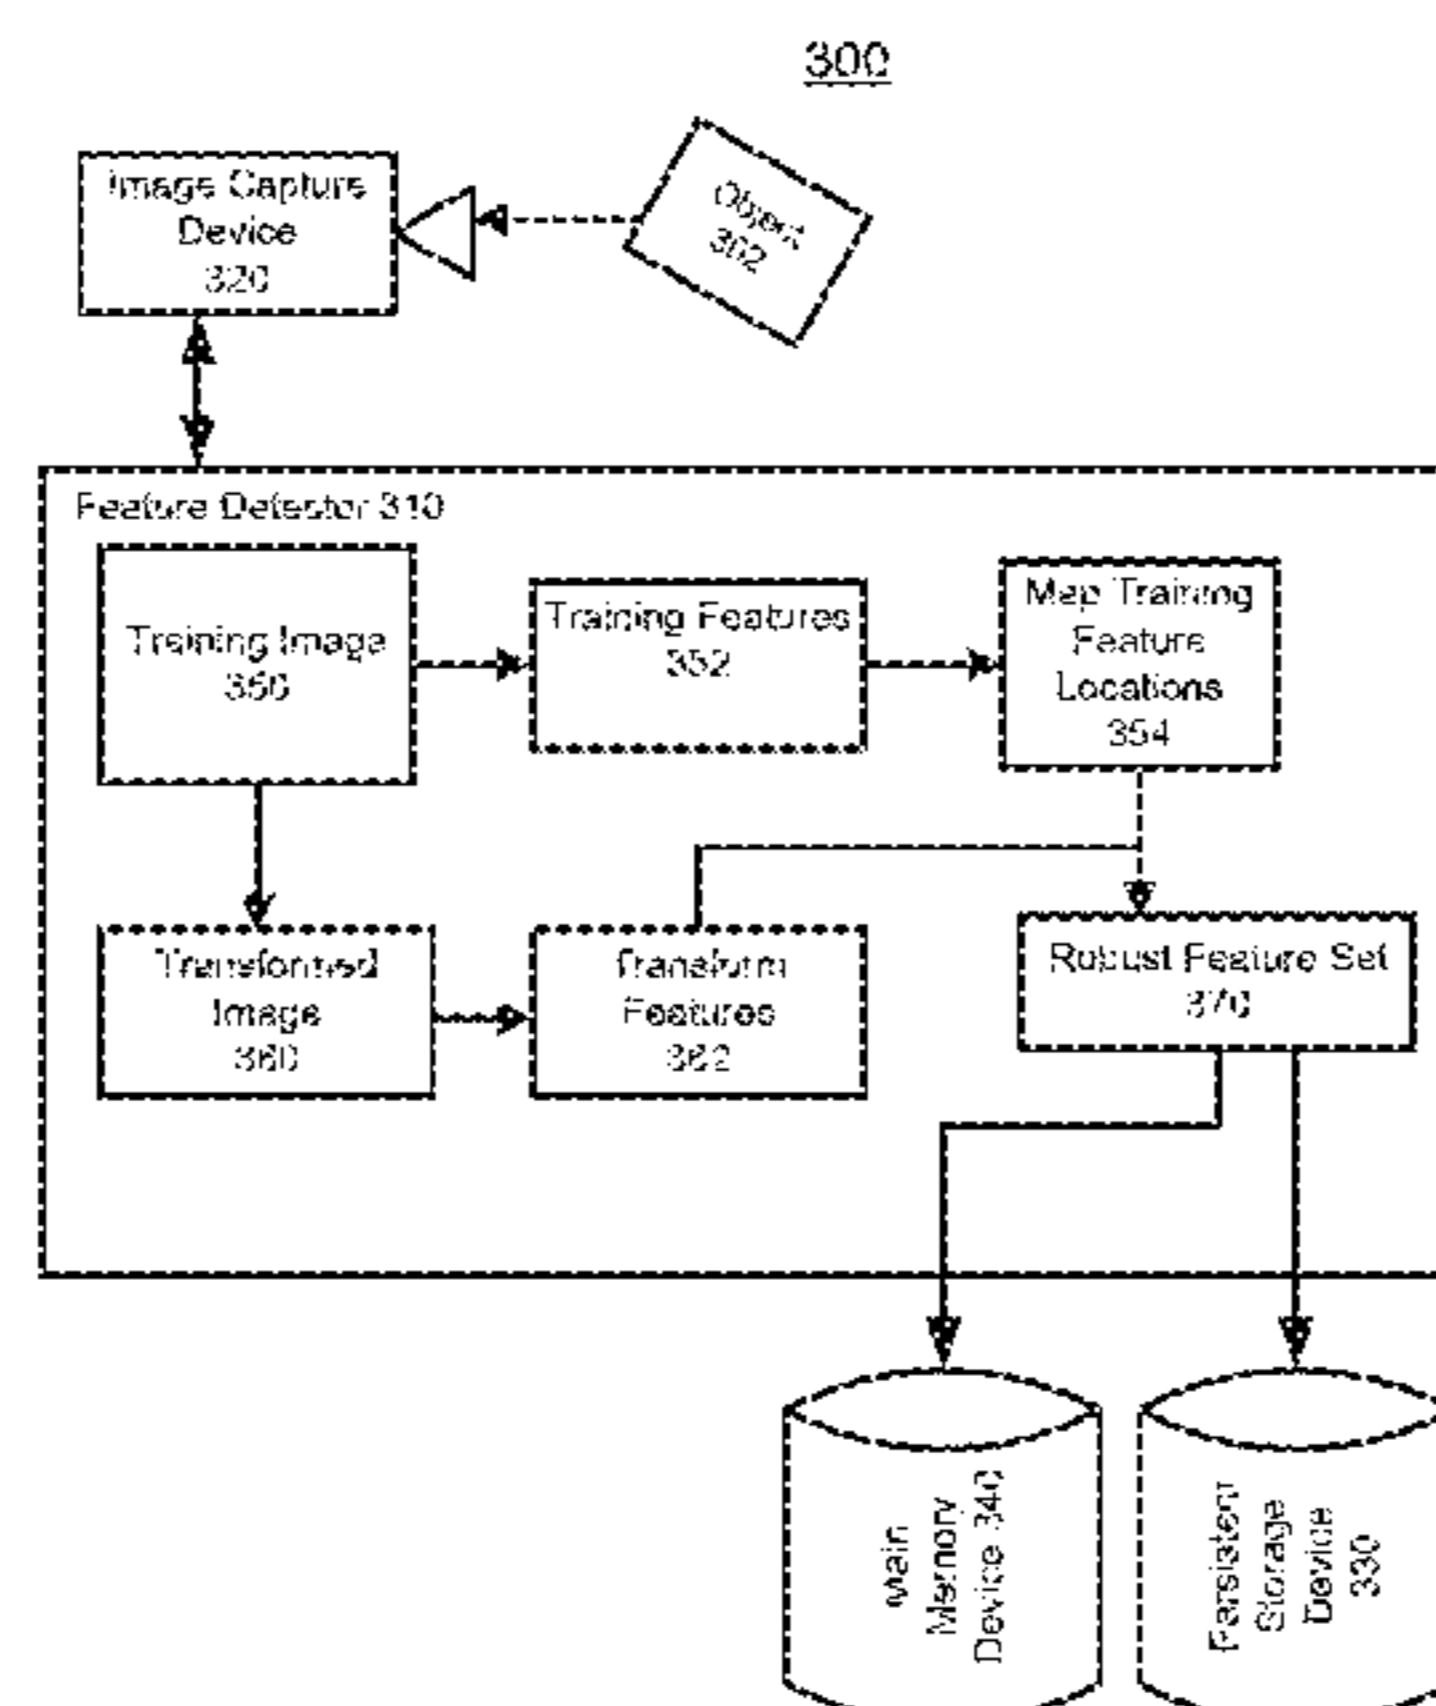 300
Image Capture
Device
320
Object
302
Feature Detector 310
Training Image
350
Training Features
352
Map Training
Feature
Locations
354
Transformed
Image
360
Transform
Features
362
Robust Feature Set
370
Main
Memory
Device 340
Persistent
Storage
Device
330